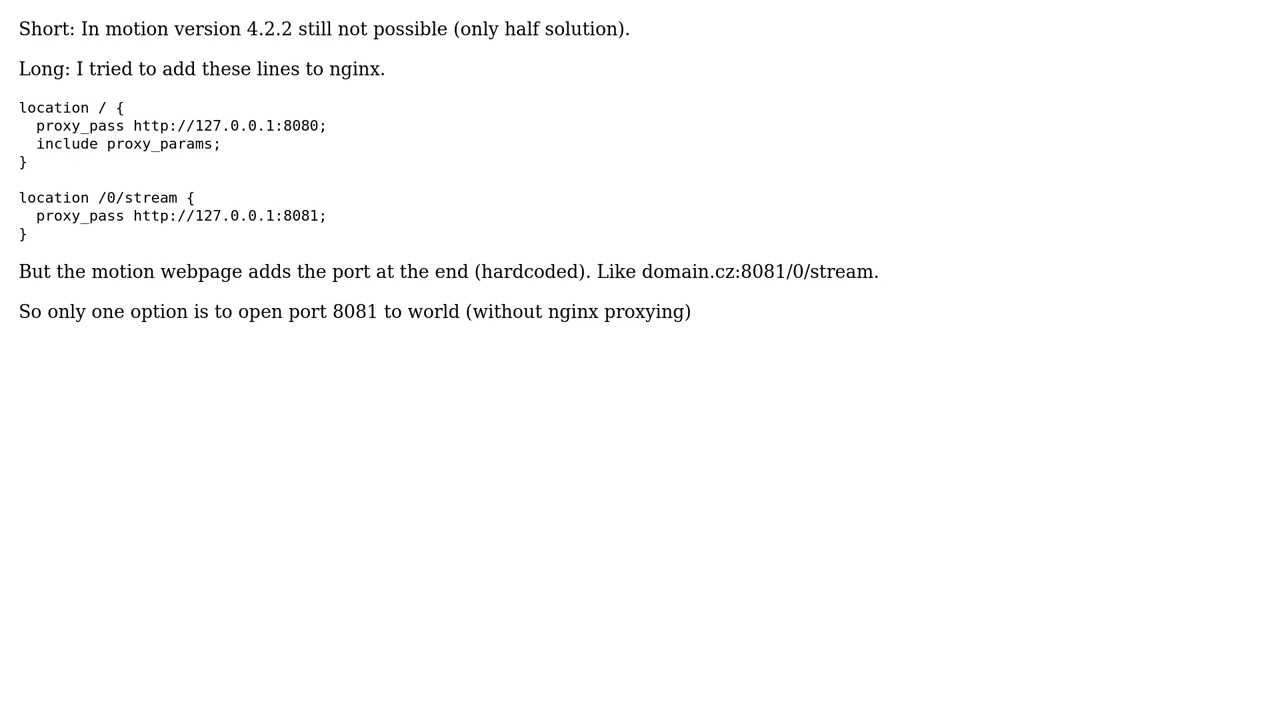 Short: In motion version 4.2.2 still not possible (only half solution).
Long: I tried to add these lines to nginx.
location / {
  proxy_pass http://127.0.0.1:8080;
  include proxy_params;
}
location /0/stream {
  proxy_pass http://127.0.0.1:8081;
}
But the motion webpage adds the port at the end (hardcoded). Like domain.cz:8081/0/stream.
So only one option is to open port 8081 to world (without nginx proxying)